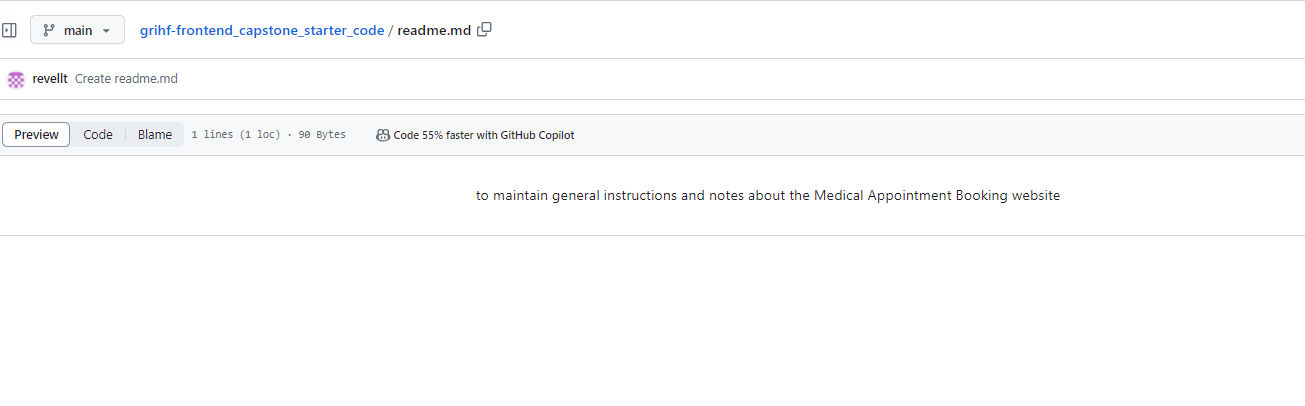 main grihf-frontend_capstone_starter_code / readme.md
revellt Create readme.md
Preview Code Blame 1 lines (1 loc) · 90 Bytes Code 55% faster with GitHub Copilot
to maintain general instructions and notes about the Medical Appointment Booking website